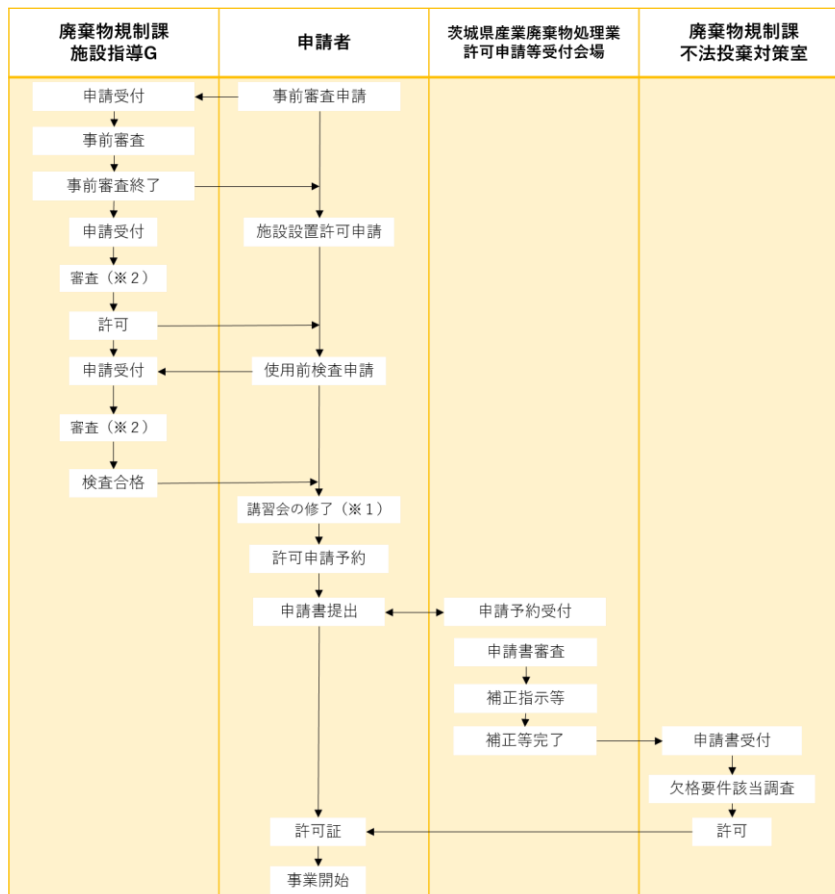 廃棄物規制課
施設指導G
申請者
茨城県産業廃棄物処理業
許可申請等受付会場
廃棄物規制課
不法投棄対策室
申請受付
事前審査申請
事前審査
事前審査終了
申請受付
施設設置許可申請
審査（※２）
許可
申請受付
使用前検査申請
審査（※２）
検査合格
講習会の修了（※１）
許可申請予約
申請書提出
申請予約受付
申請書審査
補正指示等
補正等完了
申請書受付
欠格要件該当調査
許可証
許可
事業開始